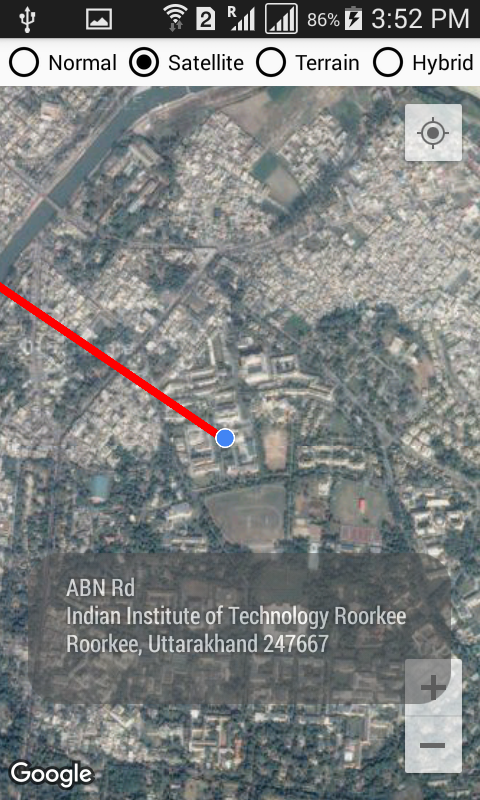 2 R 86% 3:52 PM
Normal Satellite Terrain Hybrid
ABN Rd
Indian Institute of Technology Roorkee
Roorkee, Uttarakhand 247667
Google